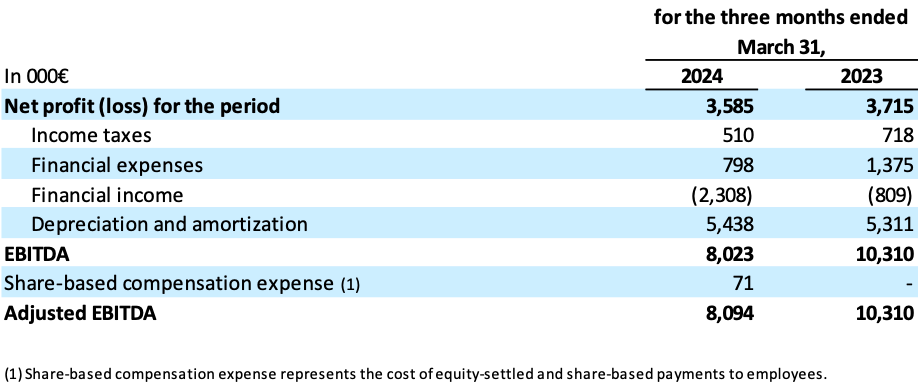 for the three months ended
March 31,
In 000€ 2024 2023
Net profit (loss) for the period 3,585 3,715
Income taxes 510 718
Financial expenses 798 1,375
Financial income (2,308) (809)
Depreciation and amortization 5,438 5,311
EBITDA 8,023 10,310
Share-based compensation expense (1) 71 -
Adjusted EBITDA 8,094 10,310
(1) Share-based compensation expense represents the cost of equity-settled and share-based payments to employees.